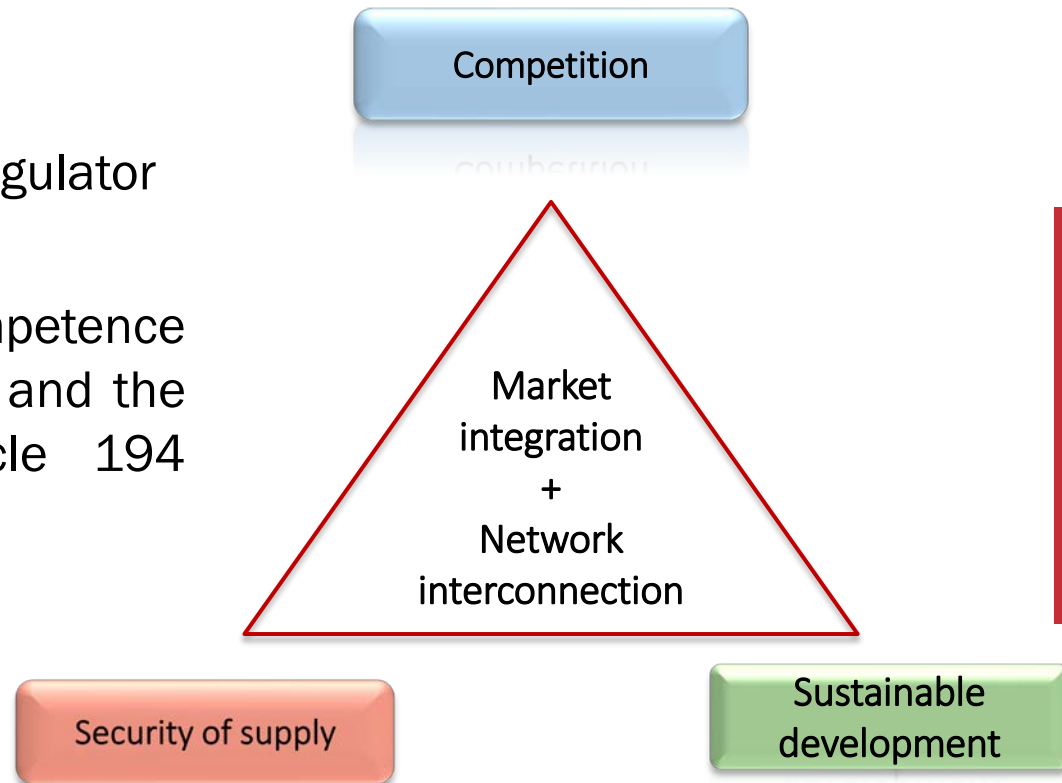 Competition
gulator
petence
and the
cle 194
Market
integration
+
Network
interconnection
Security of supply
Sustainable
development